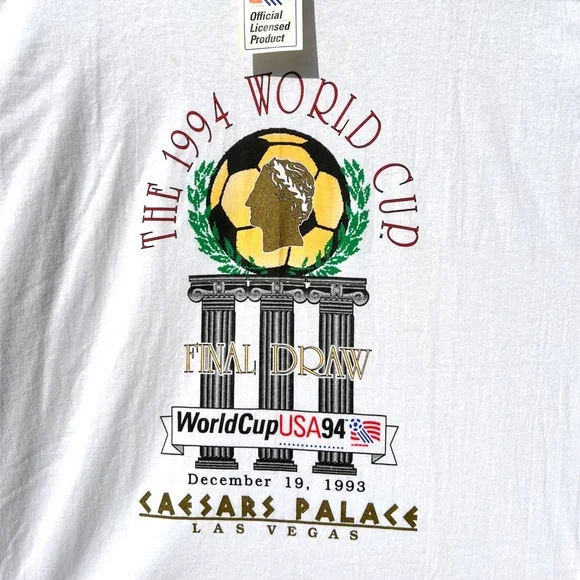 Official
Licensed
Product
THE 1994 WORLD CUP
FINAL DRAW
WorldCupUSA94
December 19, 1993
CAESARS PALACE
LAS VEGAS